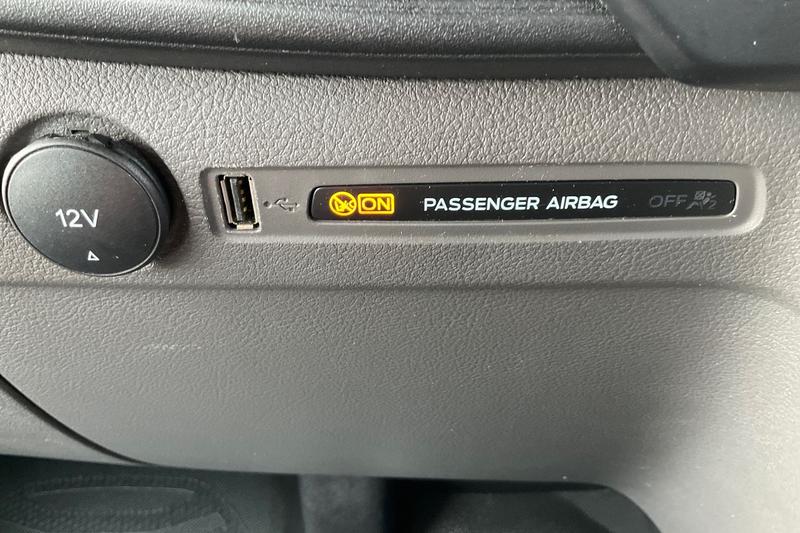 12V
ON PASSENGER AIRBAG OFF